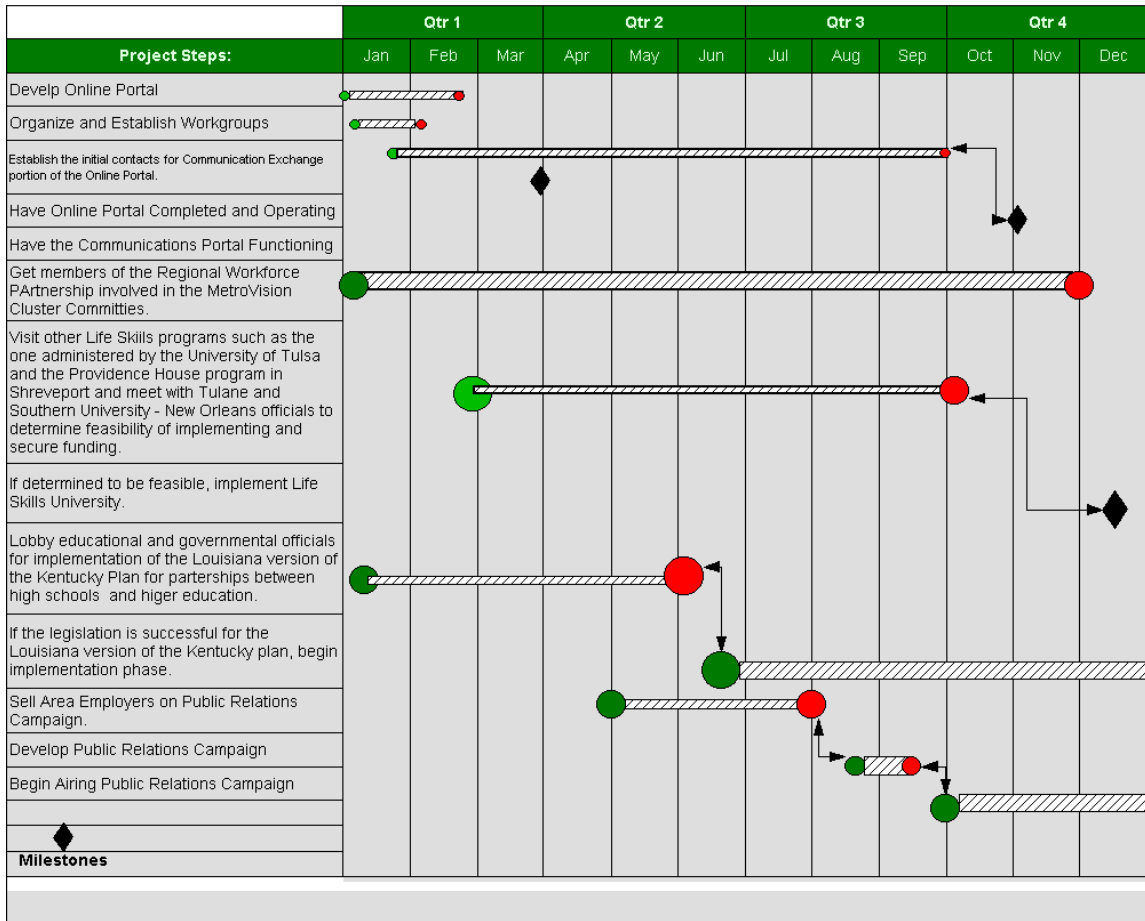 Qtr 1 Qtr 2 Qtr 3 Qtr 4
Project Steps: Jan Feb Mar Apr May Jun Jul Aug Sep Oct Nov Dec
Develp Online Portal
Organize and Establish Workgroups
Establish the initial contacts for Communication Exchange
portion of the Online Portal.
Have Online Portal Completed and Operating
Have the Communications Portal Functioning
Get members of the Regional Workforce
PArtnership involved in the MetroVision
Cluster Committies.
Visit other Life Skiils programs such as the
one administered by the University of Tulsa
and the Providence House program in
Shreveport and meet with Tulane and
Southern University - New Orleans officials to
determine feasibility of implementing and
secure funding.
If determined to be feasible, implement Life
Skills University.
Lobby educational and governmental officials
for implementation of the Louisiana version of
the Kentucky Plan for parterships between
high schools and higer education.
If the legislation is successful for the
Louisiana version of the Kentucky plan, begin
implementation phase.
Sell Area Employers on Public Relations
Campaign.
Develop Public Relations Campaign
Begin Airing Public Relations Campaign
Milestones